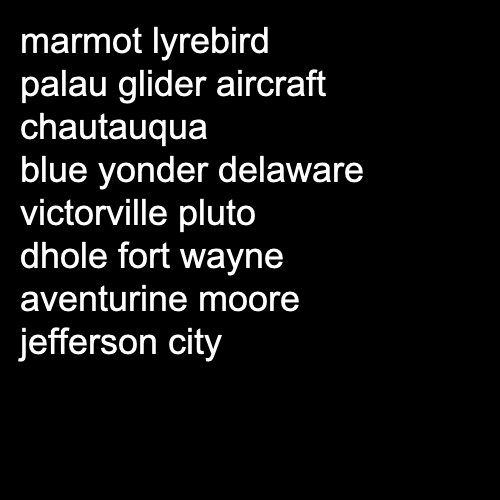 marmot lyrebird
palau glider aircraft
chautauqua
blue yonder delaware
victorville pluto
dhole fort wayne
aventurine moore
jefferson city